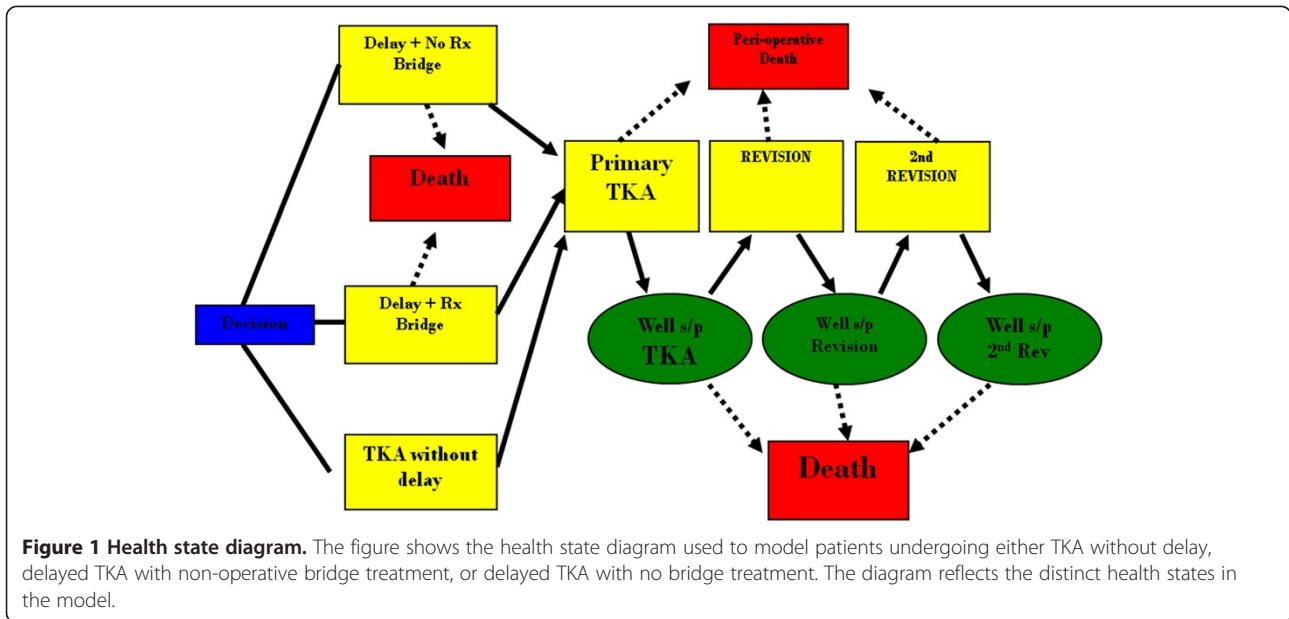 Delay + No Rx
Bridge
Peri-operative
Death
Death
Primary
TKA
REVISION
2nd
REVISION
Decision
Delay + Rx
Bridge
Well s/p
TKA
Well s/p
Revision
Well s/p
2nd Rev
TKA without
delay
Death
Figure 1 Health state diagram. The figure shows the health state diagram used to model patients undergoing either TKA without delay,
delayed TKA with non-operative bridge treatment, or delayed TKA with no bridge treatment. The diagram reflects the distinct health states in
the model.